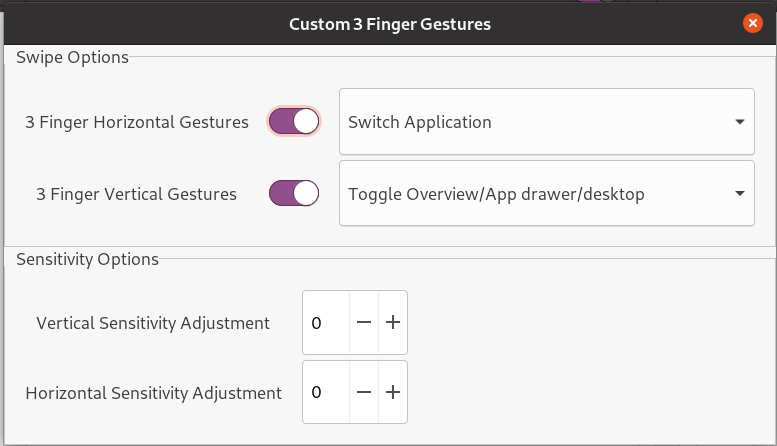 Custom 3 Finger Gestures
Swipe Options
3 Finger Horizontal Gestures Switch Application
3 Finger Vertical Gestures Toggle Overview/App drawer/desktop
Sensitivity Options
Vertical Sensitivity Adjustment 0 − +
Horizontal Sensitivity Adjustment 0 − +